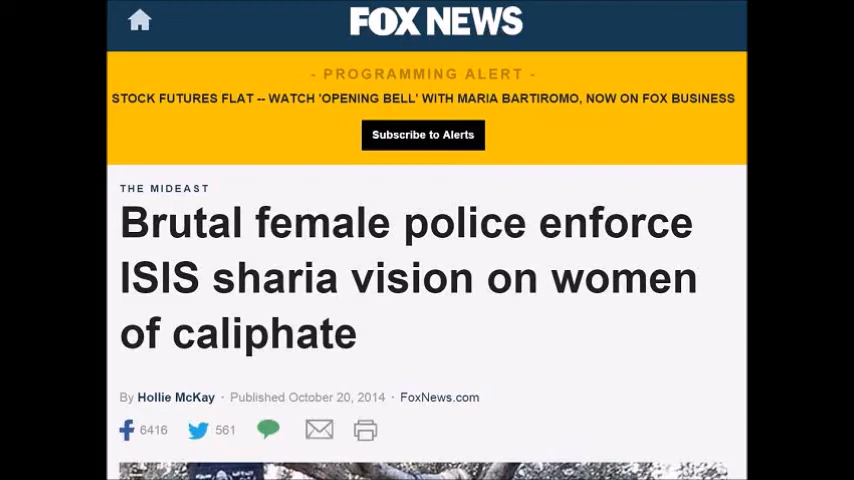 FOX NEWS
- PROGRAMMING ALERT -
STOCK FUTURES FLAT -- WATCH 'OPENING BELL' WITH MARIA BARTIROMO, NOW ON FOX BUSINESS
Subscribe to Alerts
THE MIDEAST
Brutal female police enforce
ISIS sharia vision on women
of caliphate
By Hollie McKay · Published October 20, 2014 · FoxNews.com
6416 561